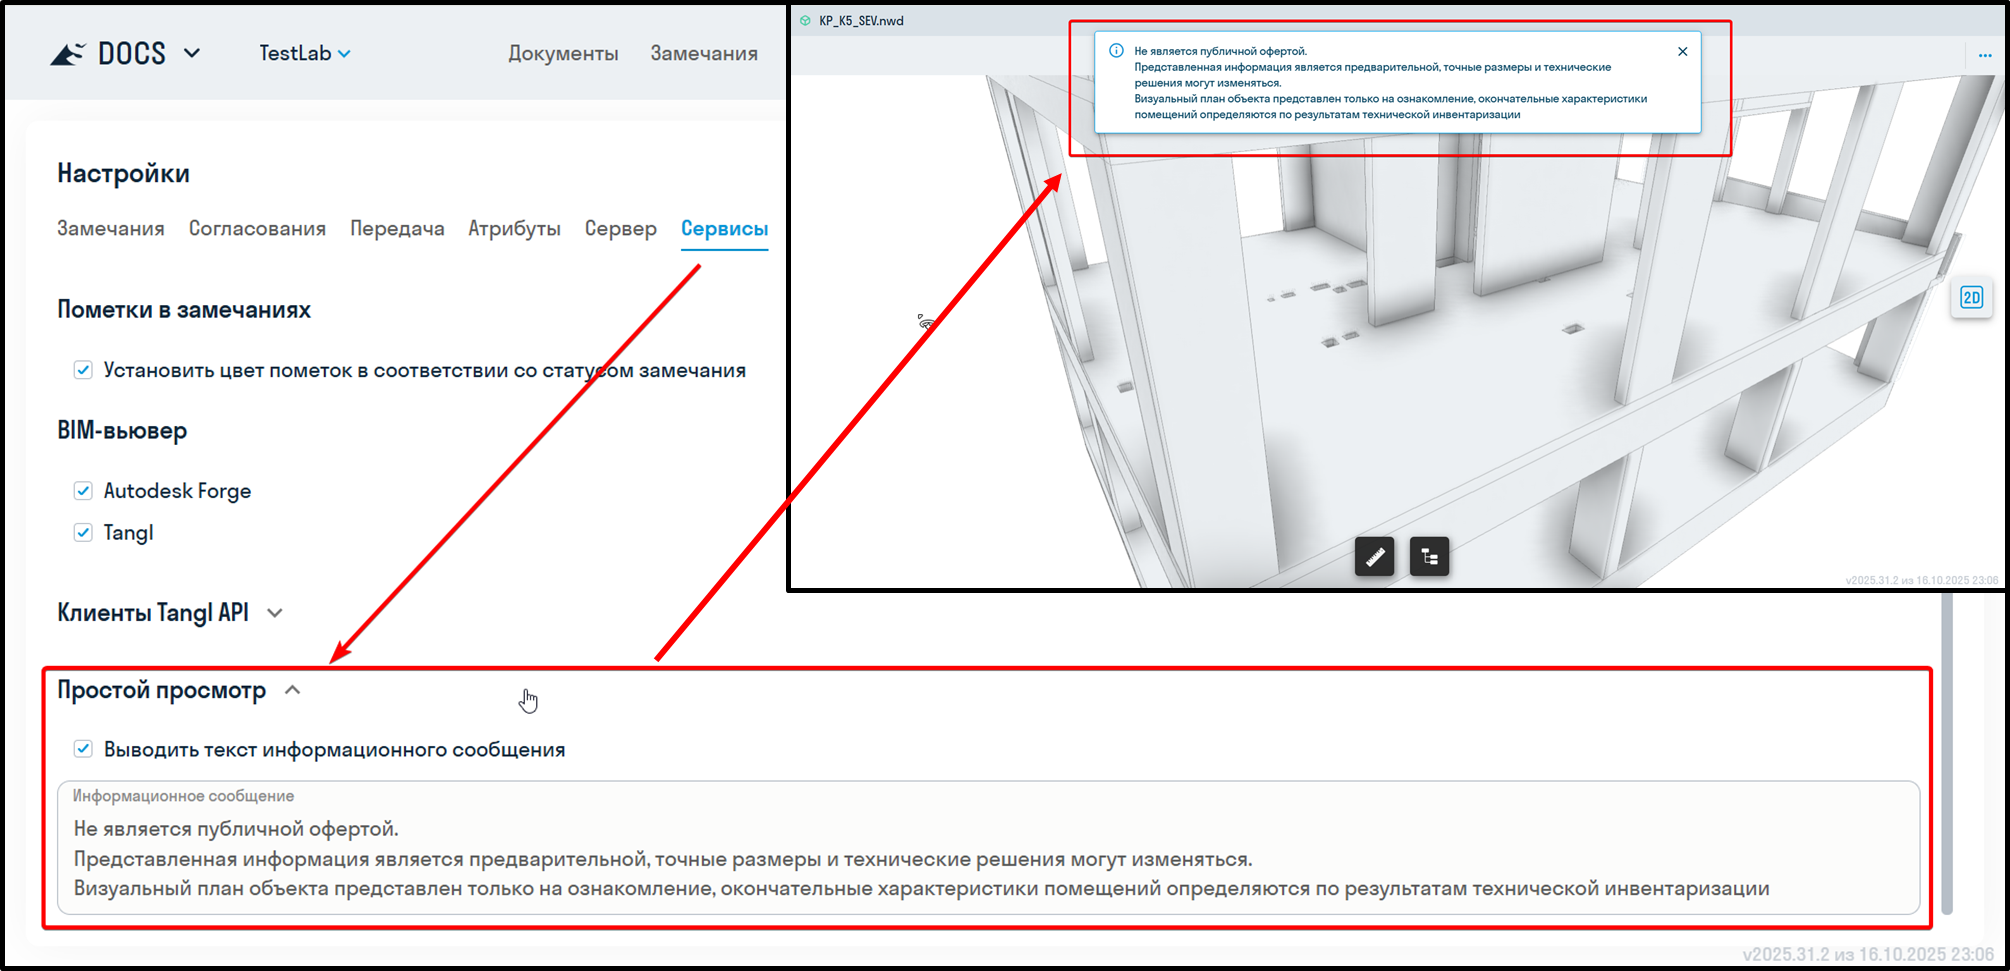 DOCS
TestLab
Документы
Замечания
Настройки
Замечания
Согласования
Передача
Атрибуты
Сервер
Сервисы
Пометки в замечаниях
Установить цвет пометок в соответствии со статусом замечания
BIM-вьювер
Autodesk Forge
Tangl
Клиенты Tangl API
Простой просмотр
Выводить текст информационного сообщения
Информационное сообщение
Не является публичной офертой.
Представленная информация является предварительной, точные размеры и технические решения могут изменяться.
Визуальный план объекта представлен только на ознакомление, окончательные характеристики помещений определяются по результатам технической инвентаризации
v2025.31.2 из 16.10.2025 23:06
KP_K5_SEV.nwd
Не является публичной офертой.
Представленная информация является предварительной, точные размеры и технические
решения могут изменяться.
Визуальный план объекта представлен только на ознакомление, окончательные характеристики
помещений определяются по результатам технической инвентаризации
2D
v2025.31.2 из 16.10.2025 23:06